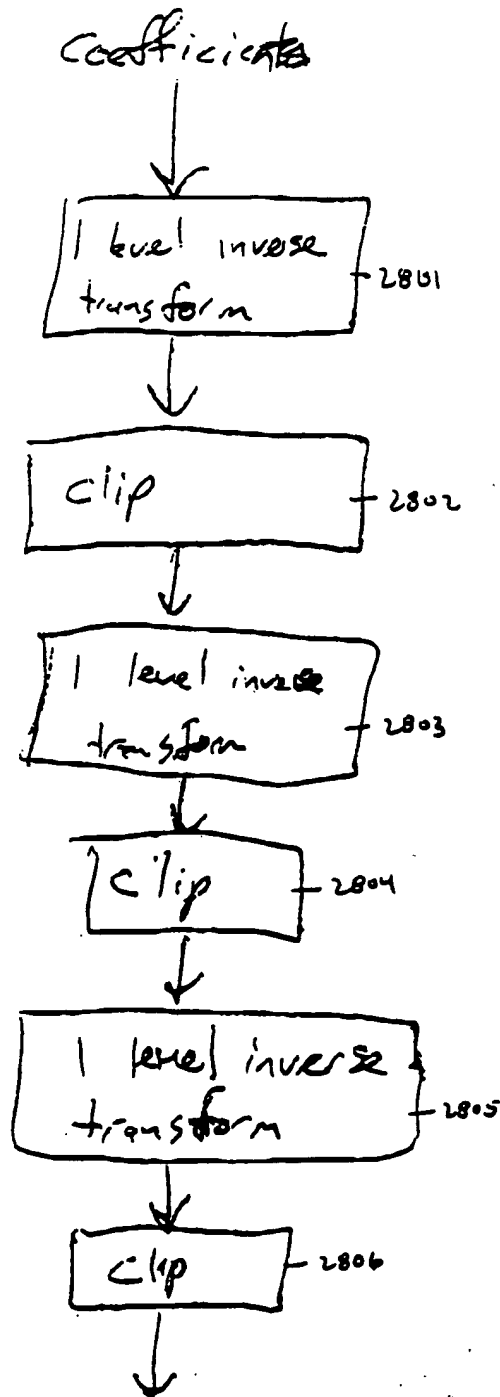 Coefficients
1 level inverse
transform
2801
clip
2802
1 level inverse
transform
2803
clip
2804
1 level inverse
transform
2805
clip
2806